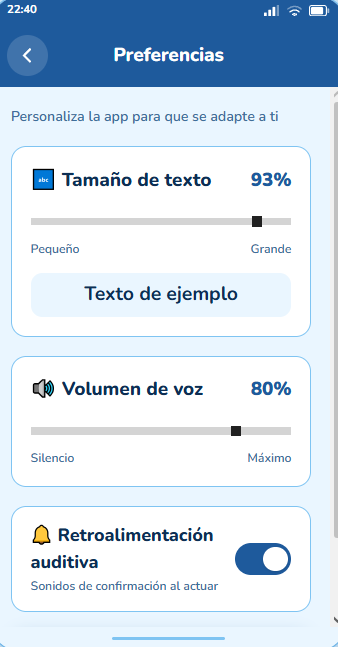 22:40
Preferencias
Personaliza la app para que se adapte a ti
abc Tamaño de texto 93%
Pequeño Grande
Texto de ejemplo
Volumen de voz 80%
Silencio Máximo
Retroalimentación
auditiva
Sonidos de confirmación al actuar